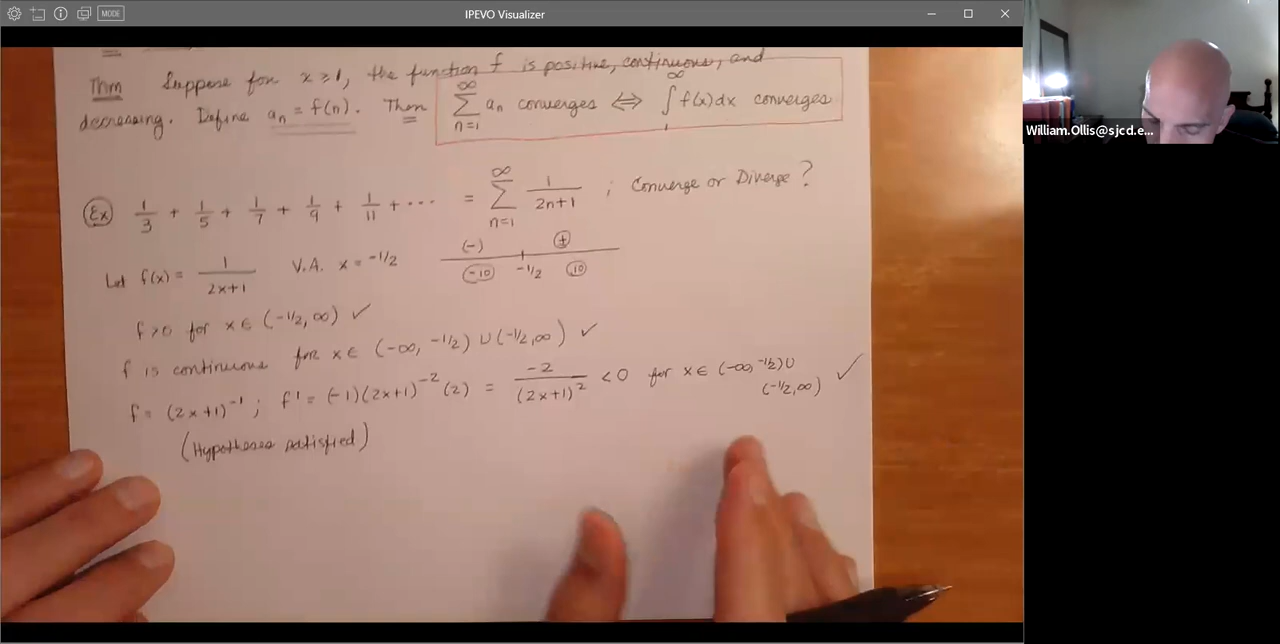 MODE
IPEVO Visualizer
Thm Suppose for x ≥ 1, the function f is positive, continuous, and
decreasing. Define aₙ = f(n). Then ∞ Σ n=1 aₙ converges ⇔ ∫₁^∞ f(x)dx converges
Ex 1/3 + 1/5 + 1/7 + 1/9 + 1/11 + ··· = ∞ Σ n=1 1/2n+1 ; Converge or Diverge?
Let f(x) = 1/2x+1 V.A. x = -1/2 (-) +
-10 -1/2 10
f > 0 for x ∈ (-1/2, ∞) ✓
f is continuous for x ∈ (-∞, -1/2) ∪ (-1/2, ∞) ✓
f = (2x+1)⁻¹ ; f' = (-1)(2x+1)⁻²(2) = -2/(2x+1)² < 0 for x ∈ (-∞, -1/2) ∪
(-1/2, ∞) ✓
(Hypotheses satisfied)
William.Ollis@sjcd.e...